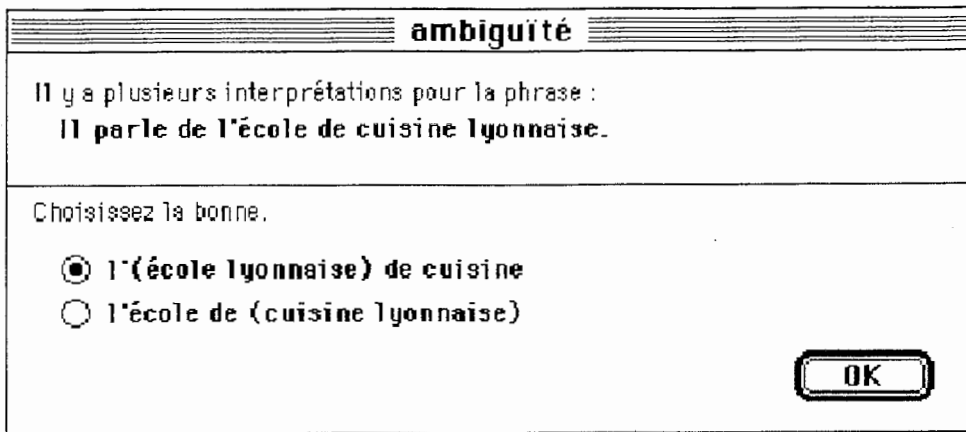 ambiguïté
Il y a plusieurs interprétations pour la phrase :
Il parle de l'école de cuisine lyonnaise.
Choisissez la bonne.
l'(école lyonnaise) de cuisine
l'école de (cuisine lyonnaise)
OK